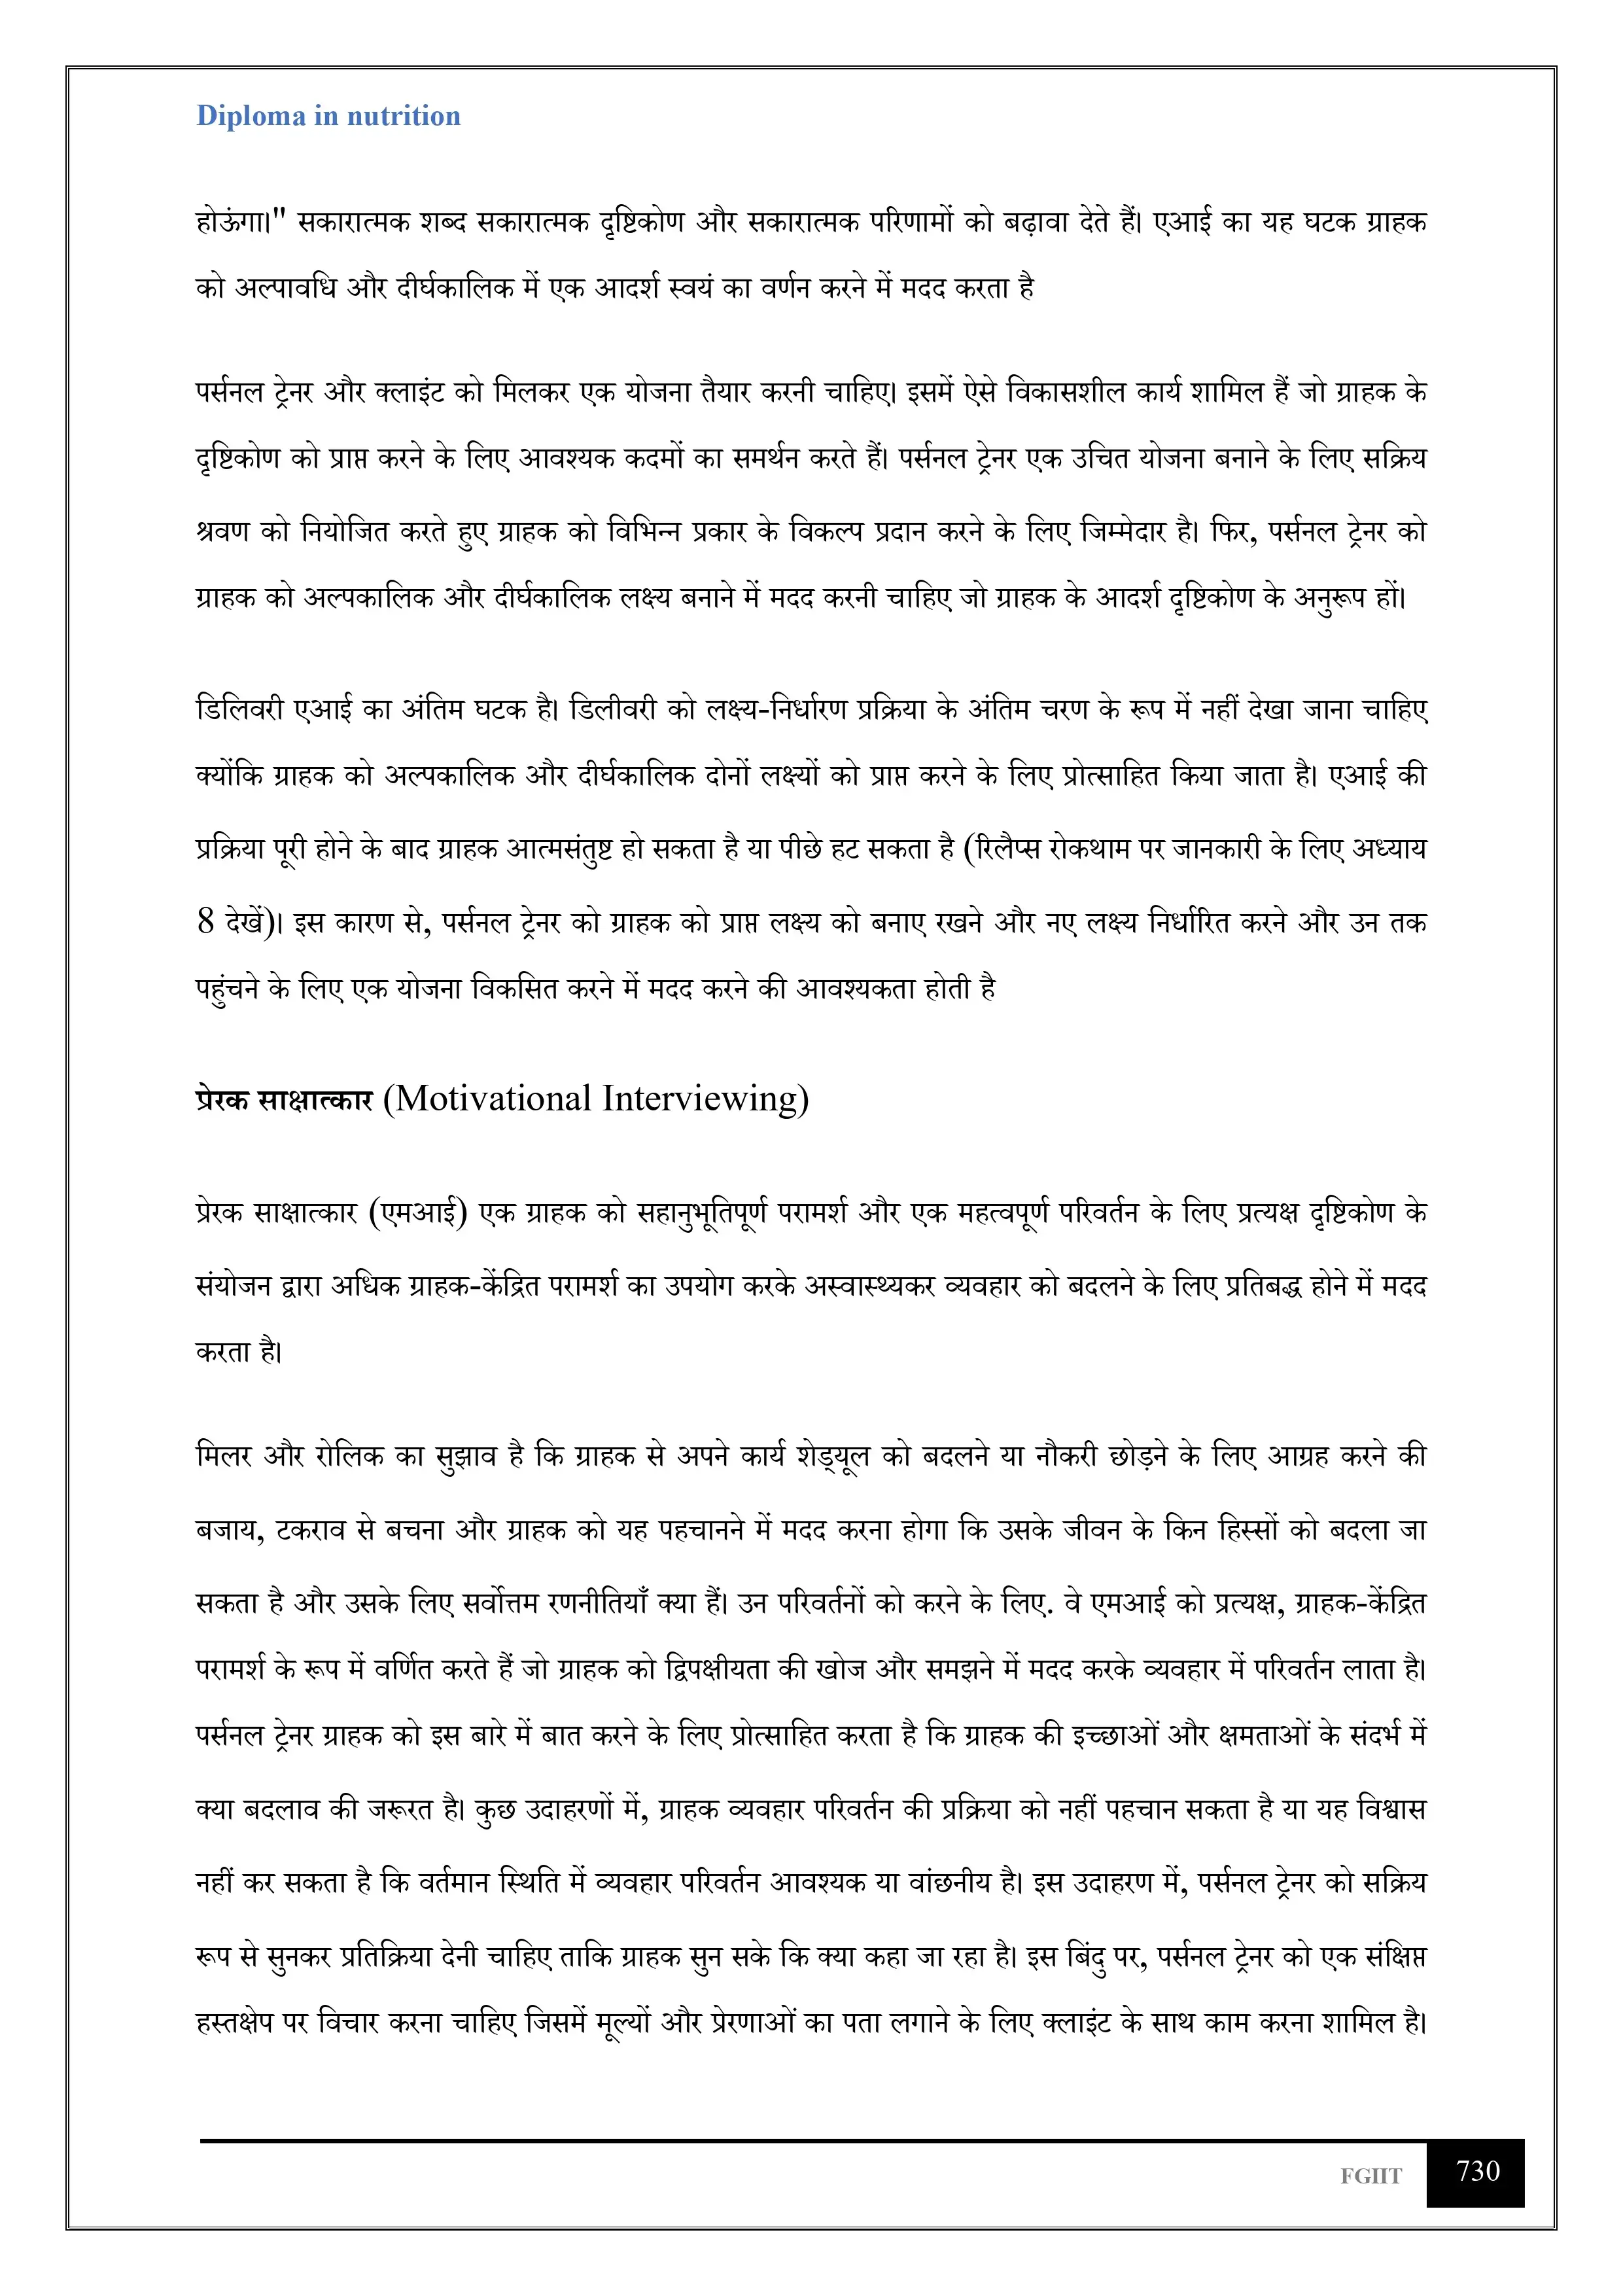 Diploma in nutrition
होऊंगा।" सकारात्मक शब्द सकारात्मक दृष्टिकोण और सकारात्मक परिणामों को बढ़ावा देते हैं। एआई का यह घटक ग्राहक
को अल्पावधि और दीर्घकालिक में एक आदर्श स्वयं का वर्णन करने में मदद करता है
पर्सनल ट्रेनर और क्लाइंट को मिलकर एक योजना तैयार करनी चाहिए। इसमें ऐसे विकासशील कार्य शामिल हैं जो ग्राहक के
दृष्टिकोण को प्राप्त करने के लिए आवश्यक कदमों का समर्थन करते हैं। पर्सनल ट्रेनर एक उचित योजना बनाने के लिए सक्रिय
श्रवण को नियोजित करते हुए ग्राहक को विभिन्न प्रकार के विकल्प प्रदान करने के लिए जिम्मेदार है। फिर, पर्सनल ट्रेनर को
ग्राहक को अल्पकालिक और दीर्घकालिक लक्ष्य बनाने में मदद करनी चाहिए जो ग्राहक के आदर्श दृष्टिकोण के अनुरूप हों।
डिलिवरी एआई का अंतिम घटक है। डिलीवरी को लक्ष्य-निर्धारण प्रक्रिया के अंतिम चरण के रूप में नहीं देखा जाना चाहिए
क्योंकि ग्राहक को अल्पकालिक और दीर्घकालिक दोनों लक्ष्यों को प्राप्त करने के लिए प्रोत्साहित किया जाता है। एआई की
प्रक्रिया पूरी होने के बाद ग्राहक आत्मसंतुष्ट हो सकता है या पीछे हट सकता है (रिलैप्स रोकथाम पर जानकारी के लिए अध्याय
8 देखें)। इस कारण से, पर्सनल ट्रेनर को ग्राहक को प्राप्त लक्ष्य को बनाए रखने और नए लक्ष्य निर्धारित करने और उन तक
पहुंचने के लिए एक योजना विकसित करने में मदद करने की आवश्यकता होती है
प्रेरक साक्षात्कार (Motivational Interviewing)
प्रेरक साक्षात्कार (एमआई) एक ग्राहक को सहानुभूतिपूर्ण परामर्श और एक महत्वपूर्ण परिवर्तन के लिए प्रत्यक्ष दृष्टिकोण के
संयोजन द्वारा अधिक ग्राहक-केंद्रित परामर्श का उपयोग करके अस्वास्थ्यकर व्यवहार को बदलने के लिए प्रतिबद्ध होने में मदद
करता है।
मिलर और रोलिक का सुझाव है कि ग्राहक से अपने कार्य शेड्यूल को बदलने या नौकरी छोड़ने के लिए आग्रह करने की
बजाय, टकराव से बचना और ग्राहक को यह पहचानने में मदद करना होगा कि उसके जीवन के किन हिस्सों को बदला जा
सकता है और उसके लिए सर्वोत्तम रणनीतियाँ क्या हैं। उन परिवर्तनों को करने के लिए. वे एमआई को प्रत्यक्ष, ग्राहक-केंद्रित
परामर्श के रूप में वर्णित करते हैं जो ग्राहक को द्विपक्षीयता की खोज और समझने में मदद करके व्यवहार में परिवर्तन लाता है।
पर्सनल ट्रेनर ग्राहक को इस बारे में बात करने के लिए प्रोत्साहित करता है कि ग्राहक की इच्छाओं और क्षमताओं के संदर्भ में
क्या बदलाव की जरूरत है। कुछ उदाहरणों में, ग्राहक व्यवहार परिवर्तन की प्रक्रिया को नहीं पहचान सकता है या यह विश्वास
नहीं कर सकता है कि वर्तमान स्थिति में व्यवहार परिवर्तन आवश्यक या वांछनीय है। इस उदाहरण में, पर्सनल ट्रेनर को सक्रिय
रूप से सुनकर प्रतिक्रिया देनी चाहिए ताकि ग्राहक सुन सके कि क्या कहा जा रहा है। इस बिंदु पर, पर्सनल ट्रेनर को एक संक्षिप्त
हस्तक्षेप पर विचार करना चाहिए जिसमें मूल्यों और प्रेरणाओं का पता लगाने के लिए क्लाइंट के साथ काम करना शामिल है।
FGIIT 730